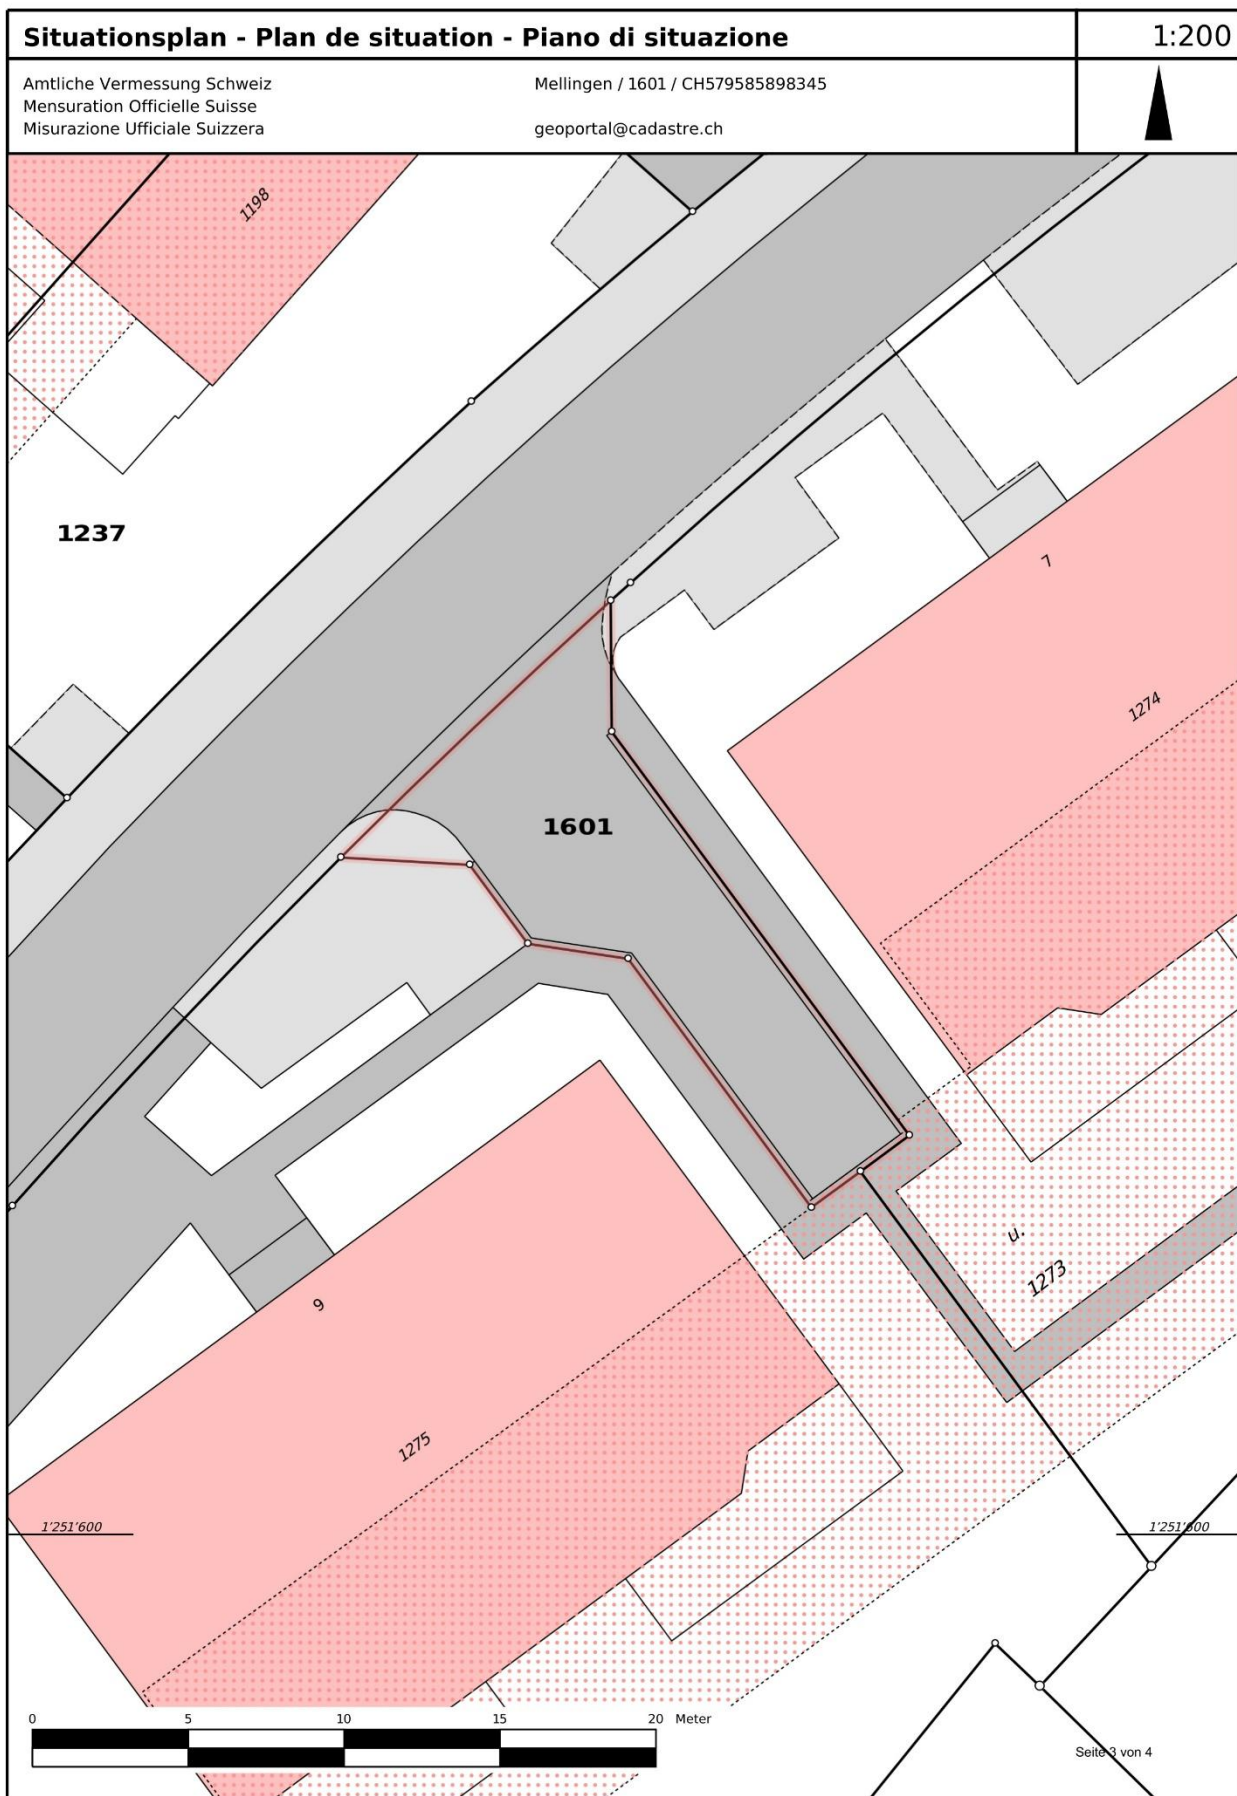 Situationsplan - Plan de situation - Piano di situazione
1:200
Amtliche Vermessung Schweiz
Mensuration Officielle Suisse
Misurazione Ufficiale Suizzera
Mellingen / 1601 / CH579585898345
geoportal@cadastre.ch
1198
1237
7
1274
1601
u.
1273
9
1275
1'251'600
1'251'600
0 5 10 15 20 Meter
Seite 3 von 4